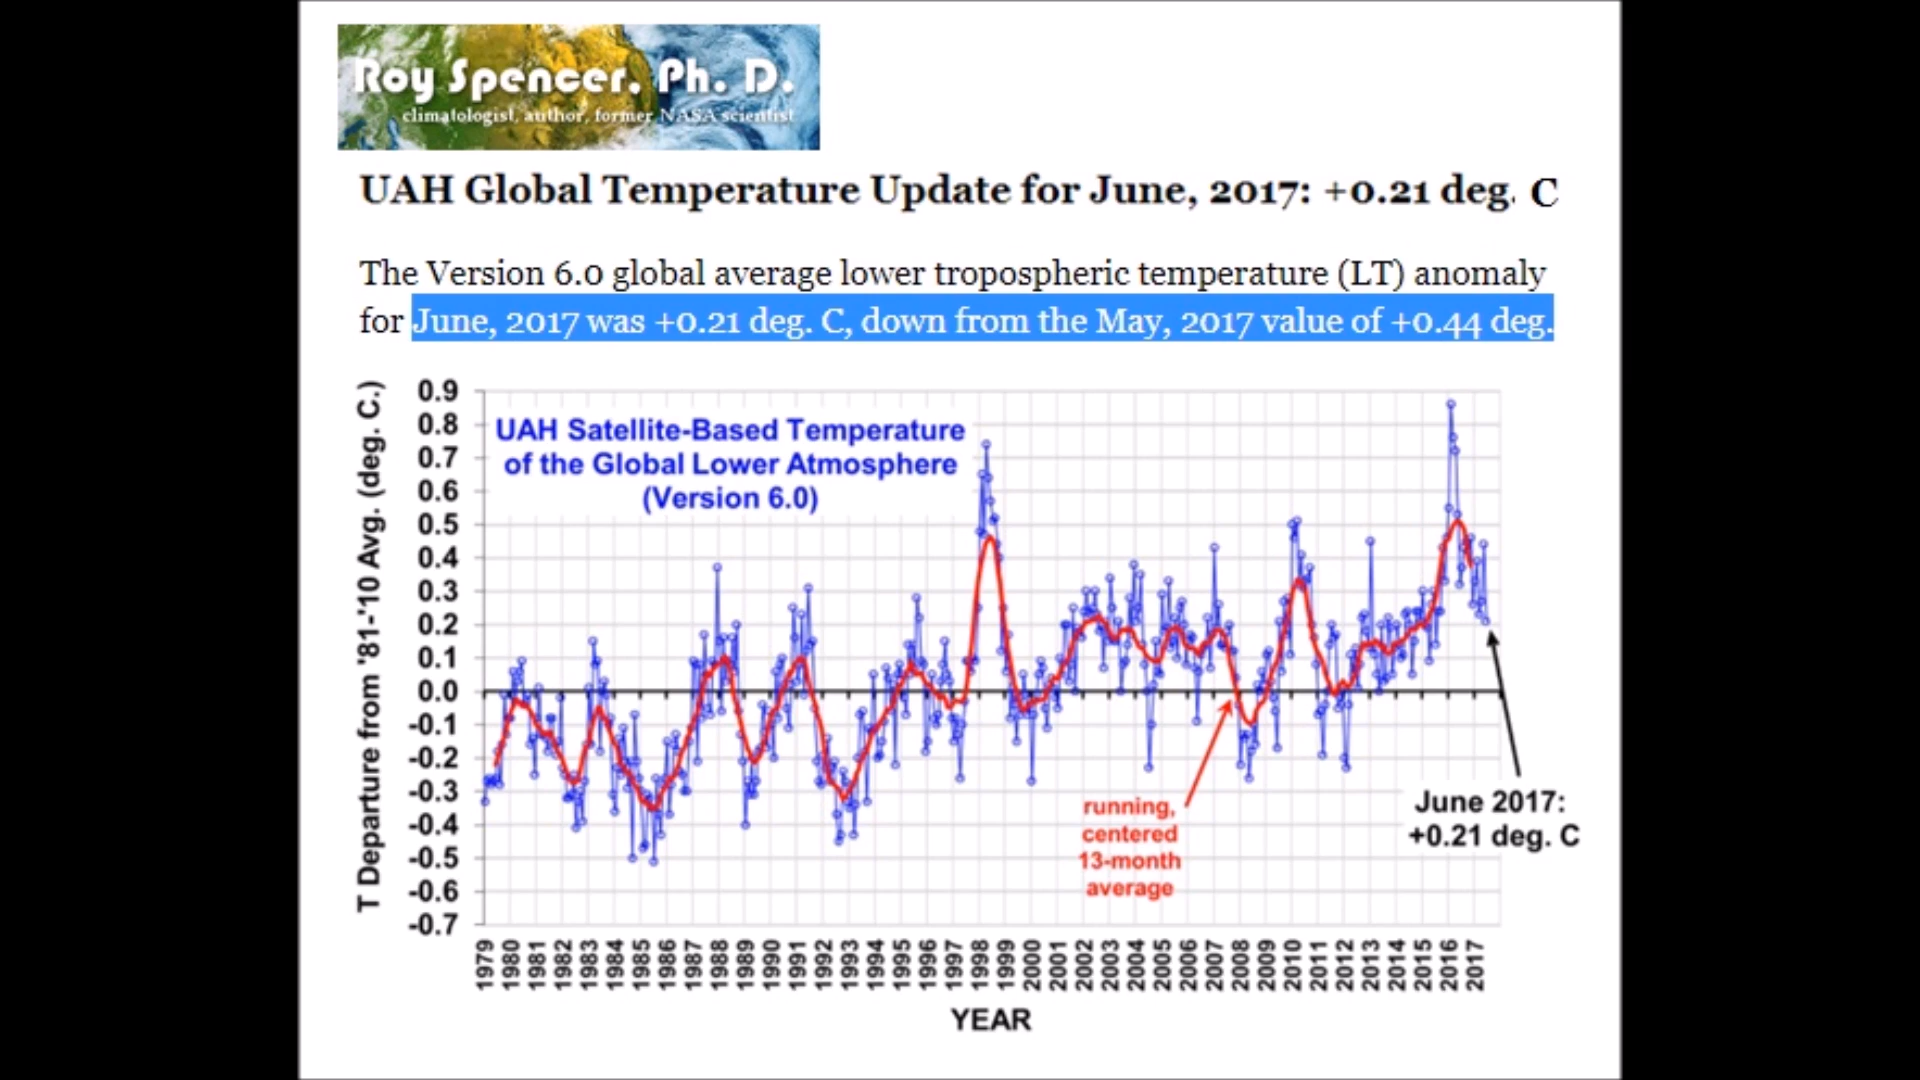 Roy Spencer, Ph. D.
climatologist, author, former NASA scientist
UAH Global Temperature Update for June, 2017: +0.21 deg. C
The Version 6.0 global average lower tropospheric temperature (LT) anomaly
for June, 2017 was +0.21 deg. C, down from the May, 2017 value of +0.44 deg.
T Departure from '81-'10 Avg. (deg. C.)
0.9
0.8
0.7
0.6
0.5
0.4
0.3
0.2
0.1
0.0
-0.1
-0.2
-0.3
-0.4
-0.5
-0.6
-0.7
UAH Satellite-Based Temperature
of the Global Lower Atmosphere
(Version 6.0)
running,
centered
13-month
average
June 2017:
+0.21 deg. C
1979 1980 1981 1982 1983 1984 1985 1986 1987 1988 1989 1990 1991 1992 1993 1994 1995 1996 1997 1998 1999 2000 2001 2002 2003 2004 2005 2006 2007 2008 2009 2010 2011 2012 2013 2014 2015 2016 2017
YEAR